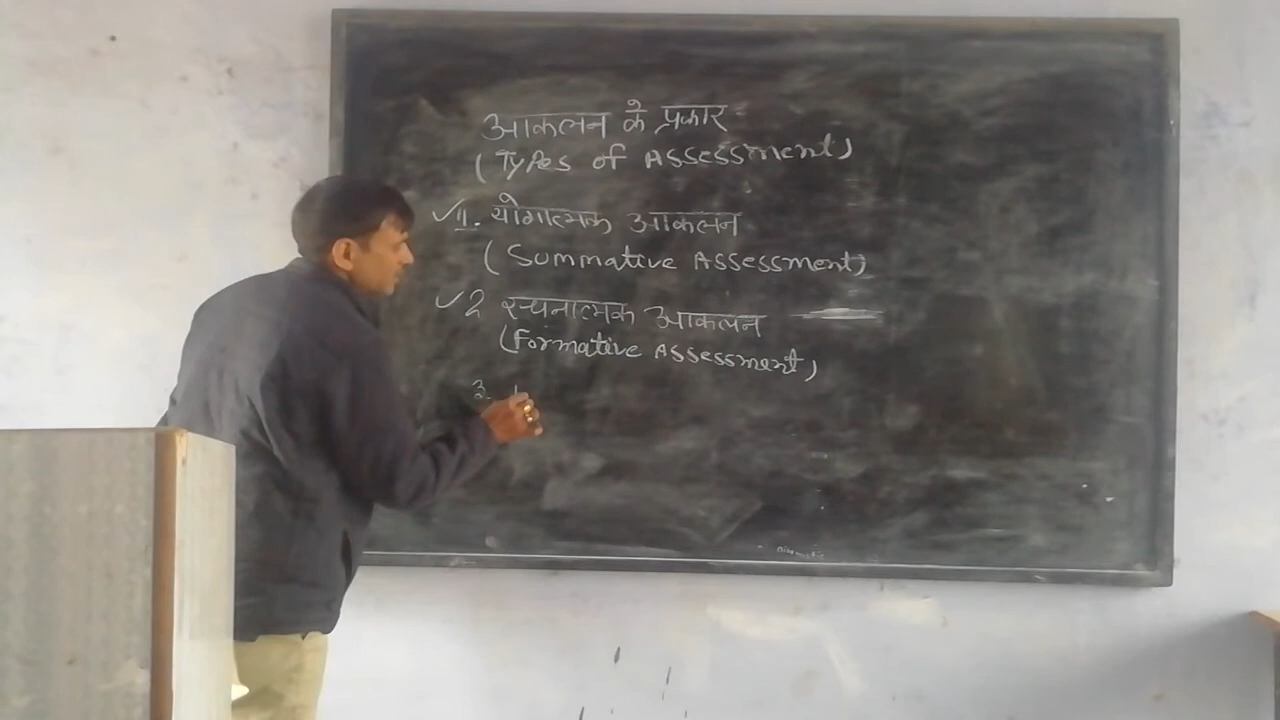 आकलन के प्रकार
(Types of Assessment)
✓1. योगात्मक आकलन
(Summative Assessment)
✓2 रचनात्मक आकलन
(Formative Assessment)
3.